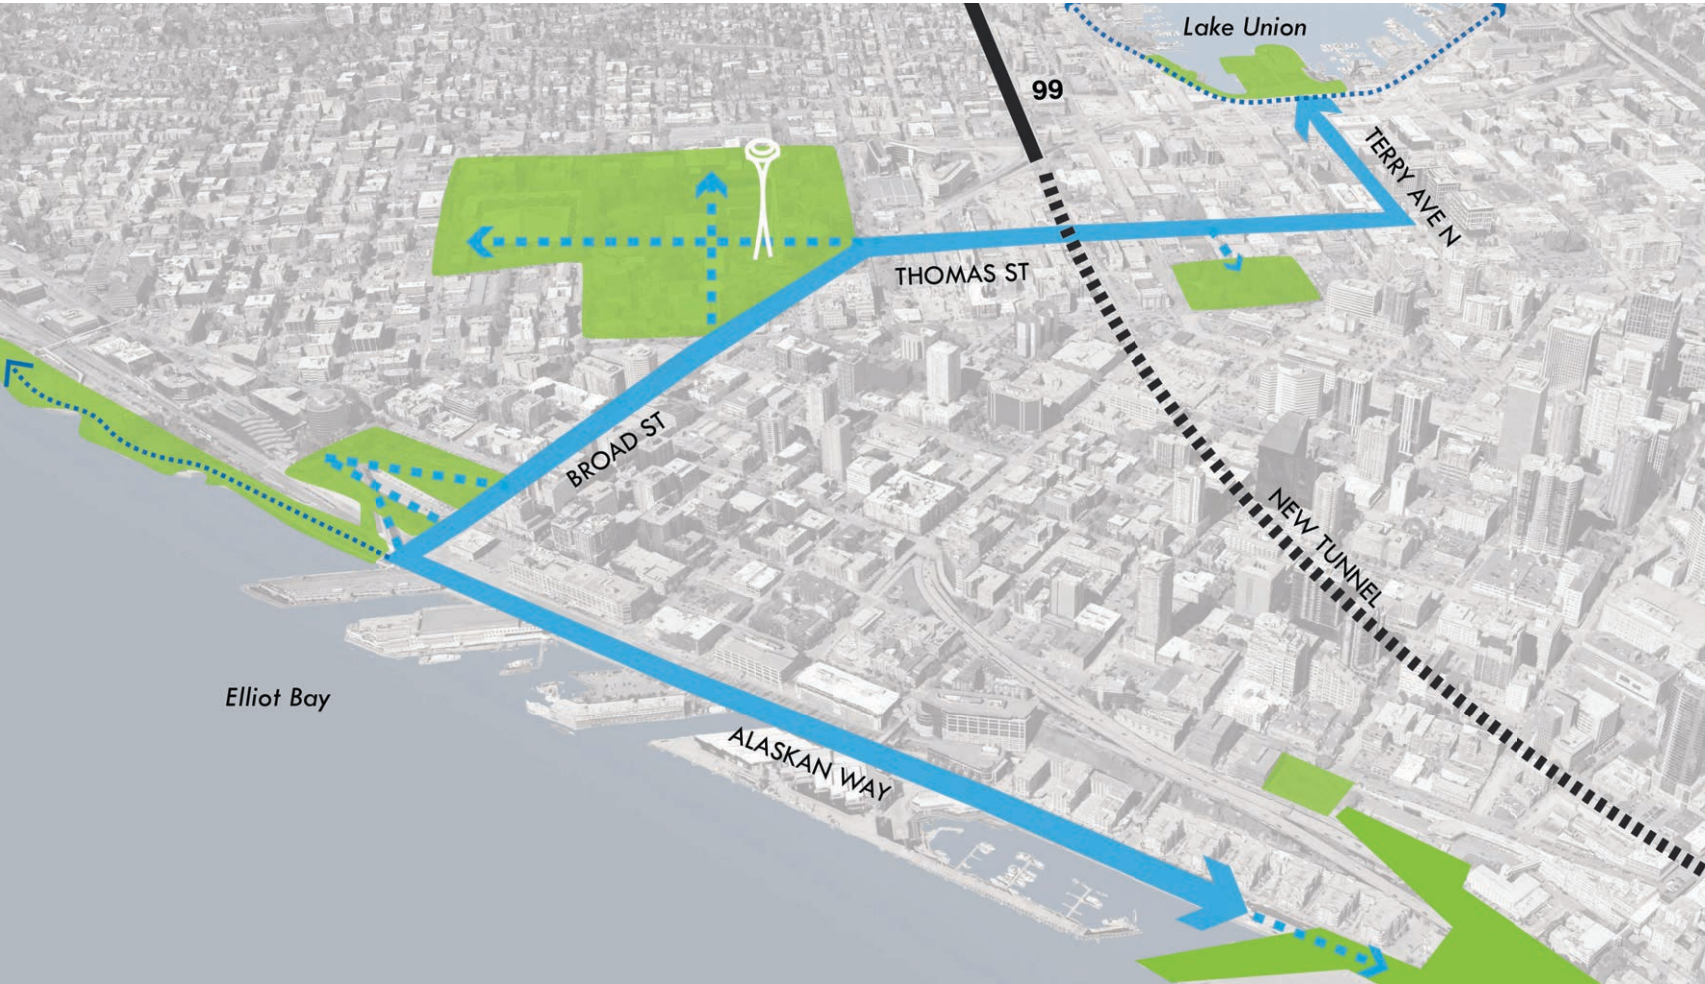 Lake Union
99
TERRY AVE N
THOMAS ST
BROAD ST
NEW TUNNEL
Elliot Bay
ALASKAN WAY